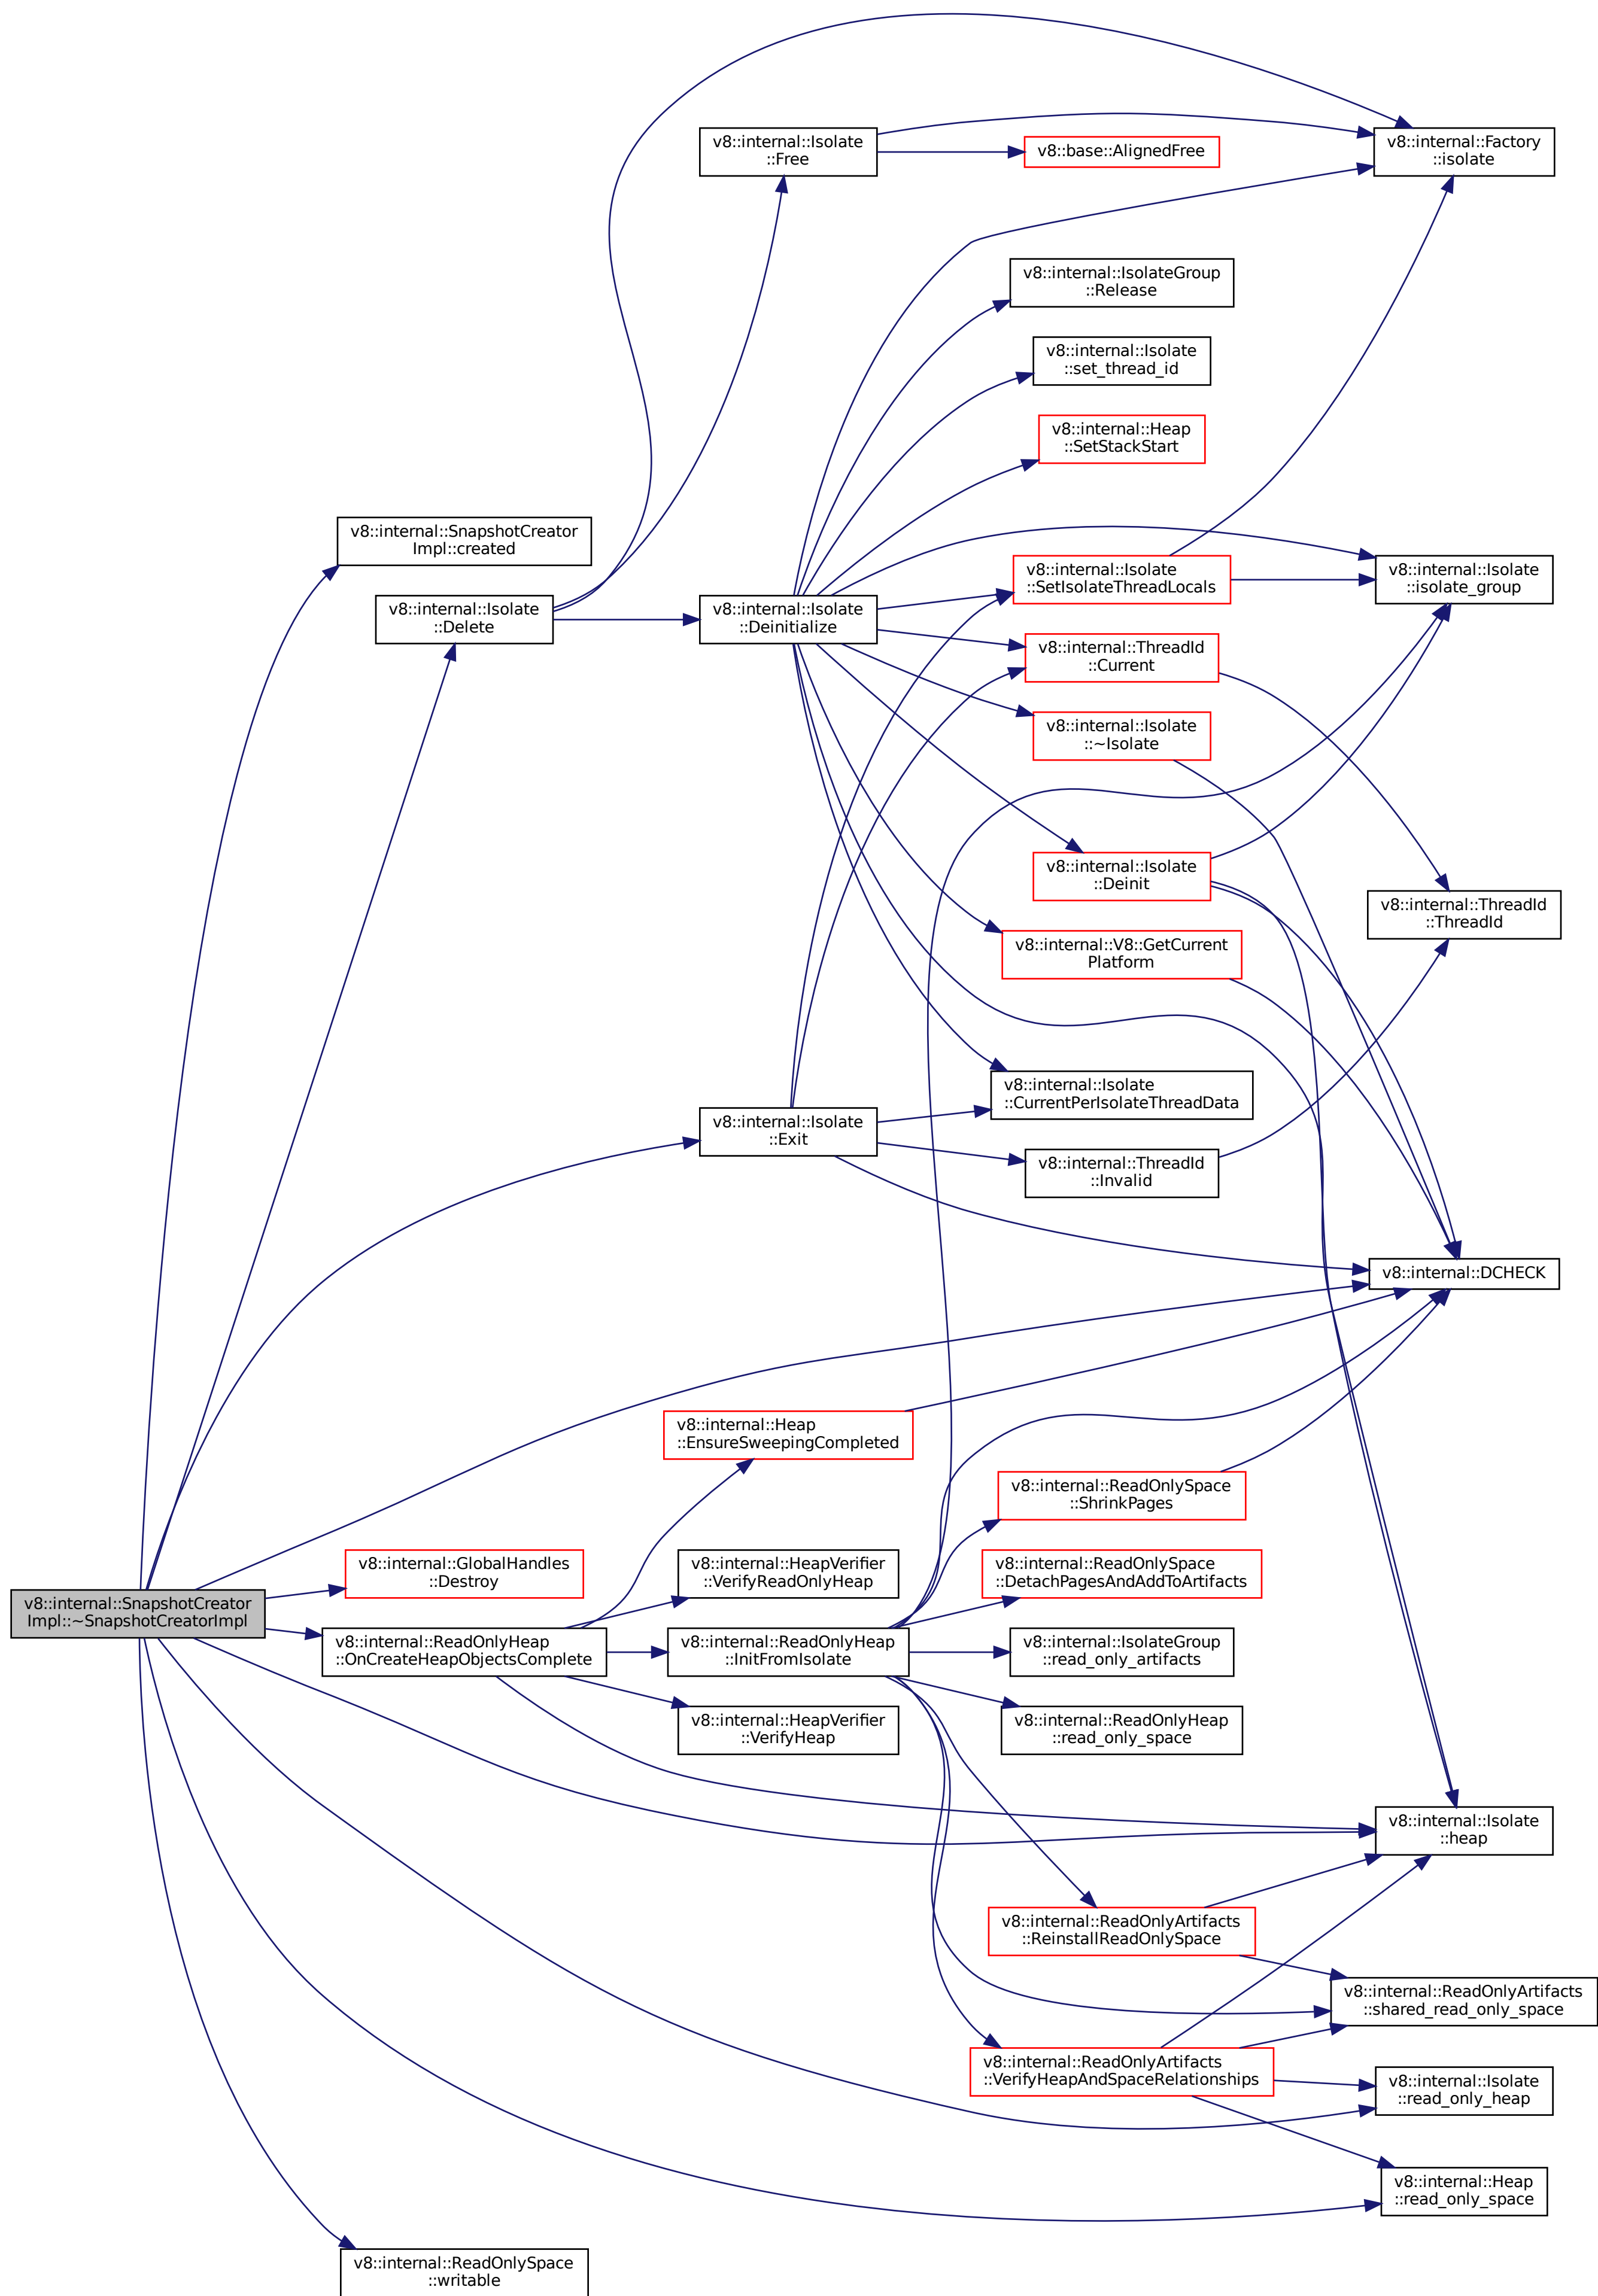 v8::internal::Isolate
::Free
v8::base::AlignedFree
v8::internal::Factory
::isolate
v8::internal::IsolateGroup
::Release
v8::internal::Isolate
::set_thread_id
v8::internal::Heap
::SetStackStart
v8::internal::SnapshotCreator
Impl::created
v8::internal::Isolate
::Delete
v8::internal::Isolate
::Deinitialize
v8::internal::Isolate
::SetIsolateThreadLocals
v8::internal::Isolate
::isolate_group
v8::internal::ThreadId
::Current
v8::internal::Isolate
::~Isolate
v8::internal::Isolate
::Deinit
v8::internal::ThreadId
::ThreadId
v8::internal::V8::GetCurrent
Platform
v8::internal::Isolate
::CurrentPerIsolateThreadData
v8::internal::Isolate
::Exit
v8::internal::ThreadId
::Invalid
v8::internal::DCHECK
v8::internal::Heap
::EnsureSweepingCompleted
v8::internal::ReadOnlySpace
::ShrinkPages
v8::internal::GlobalHandles
::Destroy
v8::internal::HeapVerifier
::VerifyReadOnlyHeap
v8::internal::ReadOnlySpace
::DetachPagesAndAddToArtifacts
v8::internal::SnapshotCreator
Impl::~SnapshotCreatorImpl
v8::internal::ReadOnlyHeap
::OnCreateHeapObjectsComplete
v8::internal::ReadOnlyHeap
::InitFromIsolate
v8::internal::IsolateGroup
::read_only_artifacts
v8::internal::HeapVerifier
::VerifyHeap
v8::internal::ReadOnlyHeap
::read_only_space
v8::internal::Isolate
::heap
v8::internal::ReadOnlyArtifacts
::ReinstallReadOnlySpace
v8::internal::ReadOnlyArtifacts
::shared_read_only_space
v8::internal::ReadOnlyArtifacts
::VerifyHeapAndSpaceRelationships
v8::internal::Isolate
::read_only_heap
v8::internal::Heap
::read_only_space
v8::internal::ReadOnlySpace
::writable